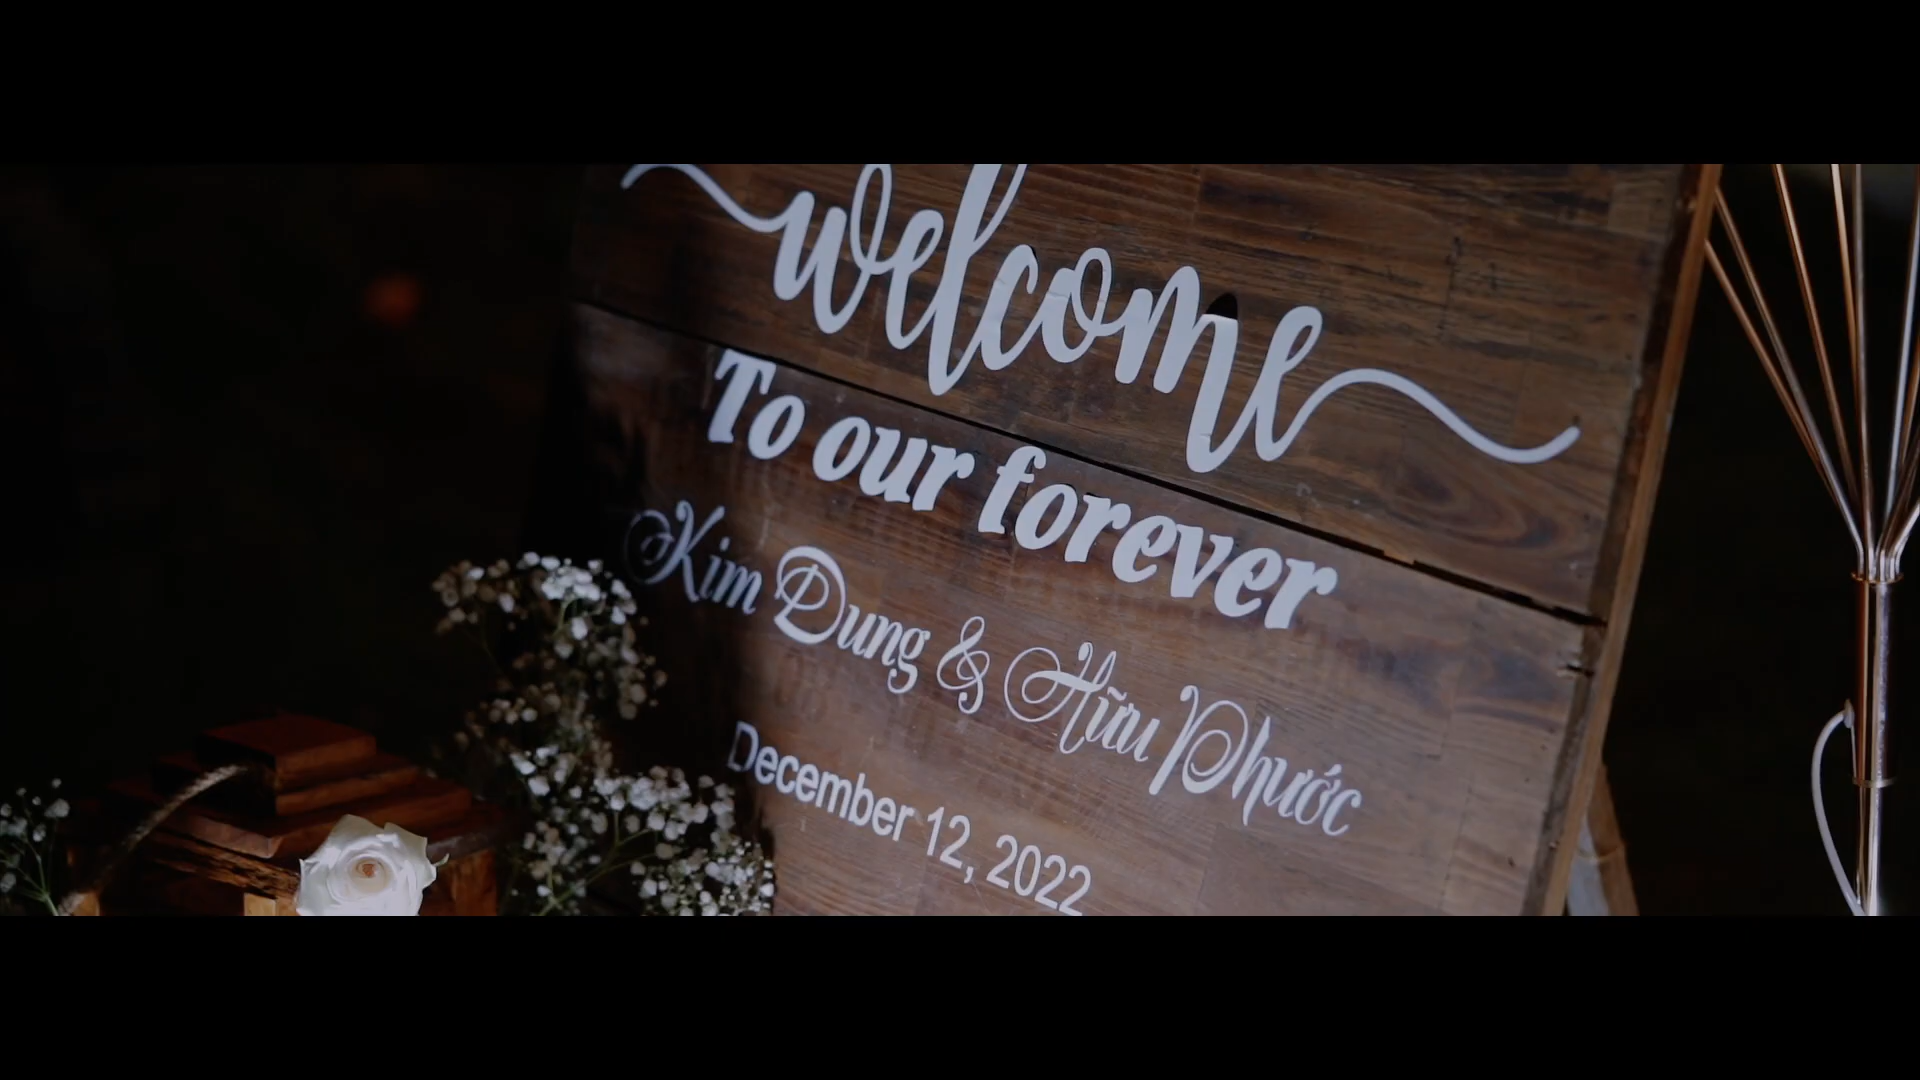 welcome
To our forever
Kim Dung & Hữu Phước
December 12, 2022